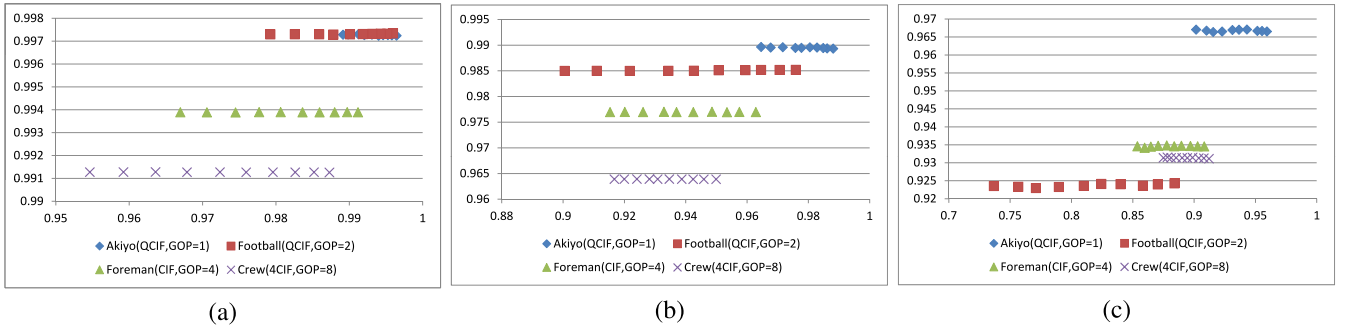 0.998
0.997
0.996
0.995
0.994
0.993
0.992
0.991
0.99
0.95 0.96 0.97 0.98 0.99 1
Akiyo(QCIF,GOP=1) Football(QCIF,GOP=2)
Foreman(CIF,GOP=4) Crew(4CIF,GOP=8)
(a)
0.995
0.99
0.985
0.98
0.975
0.97
0.965
0.96
0.88 0.9 0.92 0.94 0.96 0.98 1
Akiyo(QCIF,GOP=1) Football(QCIF,GOP=2)
Foreman(CIF,GOP=4) Crew(4CIF,GOP=8)
(b)
0.97
0.965
0.96
0.955
0.95
0.945
0.94
0.935
0.93
0.925
0.92
0.7 0.75 0.8 0.85 0.9 0.95 1
Akiyo(QCIF,GOP=1) Football(QCIF,GOP=2)
Foreman(CIF,GOP=4) Crew(4CIF,GOP=8)
(c)